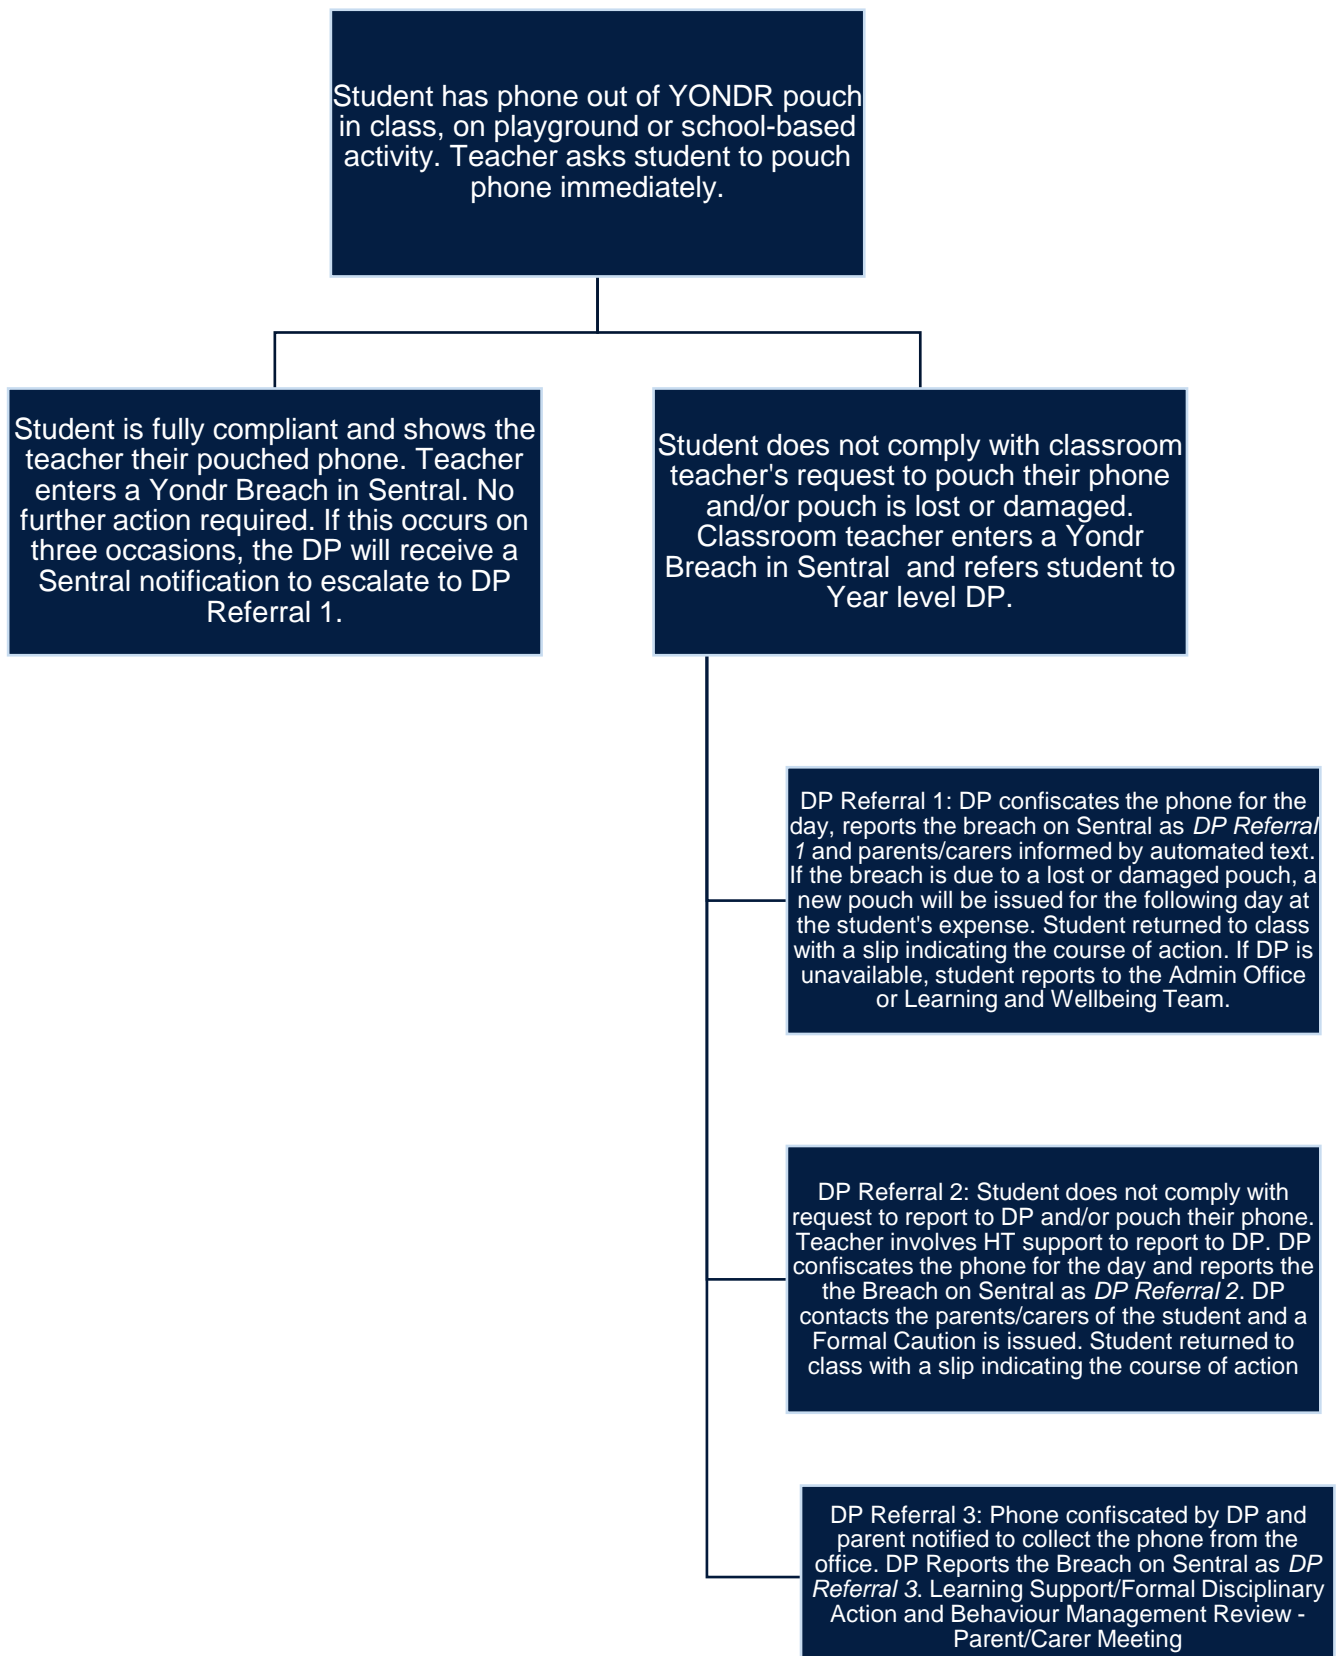 Student has phone out of YONDR pouch
in class, on playground or school-based
activity. Teacher asks student to pouch
phone immediately.
Student is fully compliant and shows the
teacher their pouched phone. Teacher
enters a Yondr Breach in Sentral. No
further action required. If this occurs on
three occasions, the DP will receive a
Sentral notification to escalate to DP
Referral 1.
Student does not comply with classroom
teacher's request to pouch their phone
and/or pouch is lost or damaged.
Classroom teacher enters a Yondr
Breach in Sentral  and refers student to
Year level DP.
DP Referral 1: DP confiscates the phone for the
day, reports the breach on Sentral as DP Referral
1 and parents/carers informed by automated text.
If the breach is due to a lost or damaged pouch, a
new pouch will be issued for the following day at
the student's expense. Student returned to class
with a slip indicating the course of action. If DP is
unavailable, student reports to the Admin Office
or Learning and Wellbeing Team.
DP Referral 2: Student does not comply with
request to report to DP and/or pouch their phone.
Teacher involves HT support to report to DP. DP
confiscates the phone for the day and reports the
the Breach on Sentral as DP Referral 2. DP
contacts the parents/carers of the student and a
Formal Caution is issued. Student returned to
class with a slip indicating the course of action
DP Referral 3: Phone confiscated by DP and
parent notified to collect the phone from the
office. DP Reports the Breach on Sentral as DP
Referral 3. Learning Support/Formal Disciplinary
Action and Behaviour Management Review -
Parent/Carer Meeting